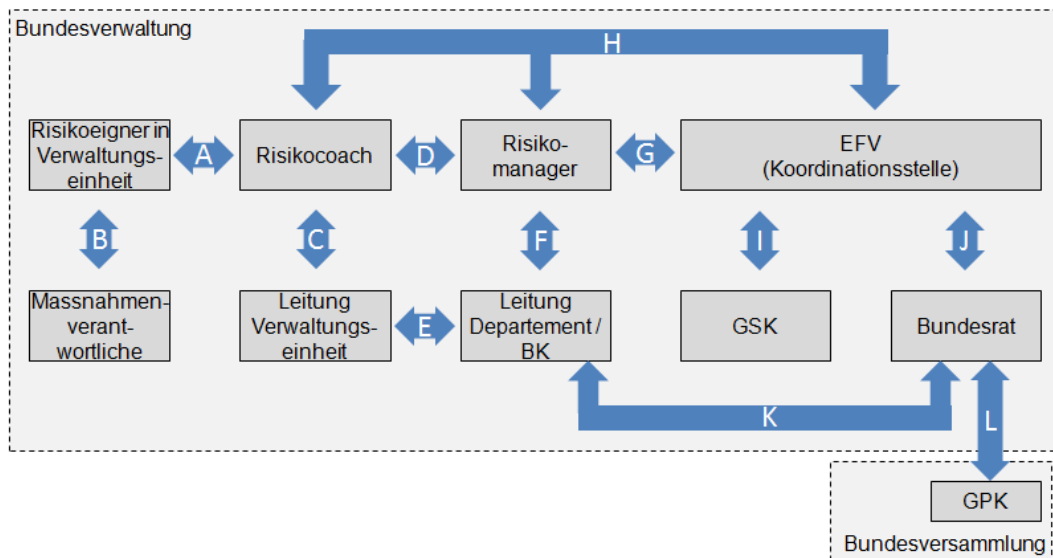 Bundesverwaltung
H
Risikoeigner in
Verwaltungs-
einheit
A
Risikocoach
D
Risiko-
manager
G
EFV
(Koordinationsstelle)
B
C
F
I
J
Massnahmen-
verant-
wortliche
Leitung
Verwaltungs-
einheit
E
Leitung
Departement /
BK
GSK
Bundesrat
K
L
GPK
Bundesversammlung